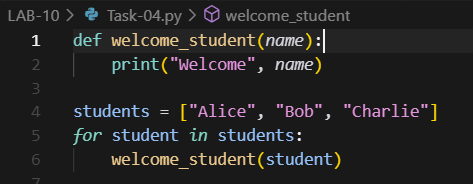 LAB-10 > Task-04.py > welcome_student
1 def welcome_student(name):
2     print("Welcome", name)
3
4 students = ["Alice", "Bob", "Charlie"]
5 for student in students:
6     welcome_student(student)
7